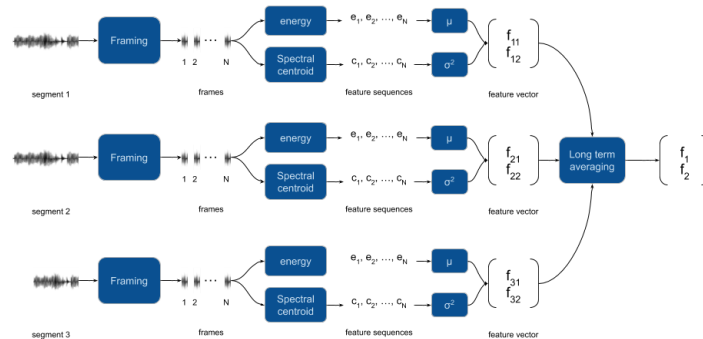 energy
e1, e2, ..., eN
μ
Framing
1 2 ... N
f11
f12
Spectral
centroid
c1, c2, ..., cN
σ²
segment 1
frames
feature sequences
feature vector
energy
e1, e2, ..., eN
μ
Framing
1 2 ... N
f21
f22
Long term
averaging
f1
f2
Spectral
centroid
c1, c2, ..., cN
σ²
segment 2
frames
feature sequences
feature vector
energy
e1, e2, ..., eN
μ
Framing
1 2 ... N
f31
f32
Spectral
centroid
c1, c2, ..., cN
σ²
segment 3
frames
feature sequences
feature vector